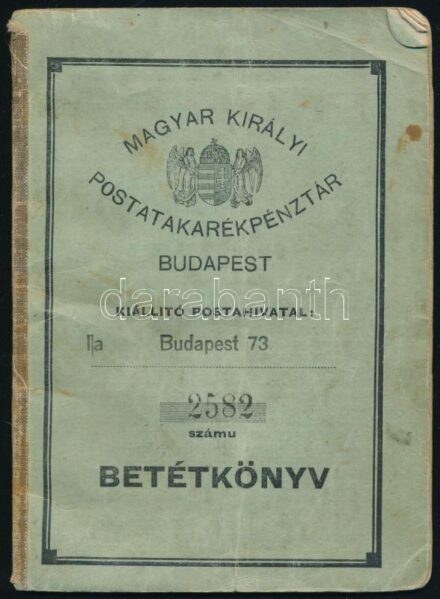 MAGYAR KIRÁLYI
POSTATAKARÉKPÉNZTÁR
BUDAPEST
darabanth
KIÁLLITÓ POSTAHIVATAL:
I|a Budapest 73
2582
számu
BETÉTKÖNYV